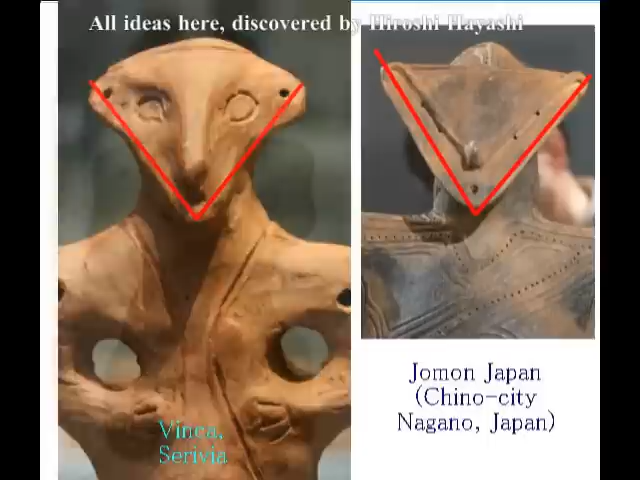 All ideas here, discovered by Hiroshi Hayashi
Vinca,
Serivia
Jomon Japan
(Chino-city
Nagano, Japan)